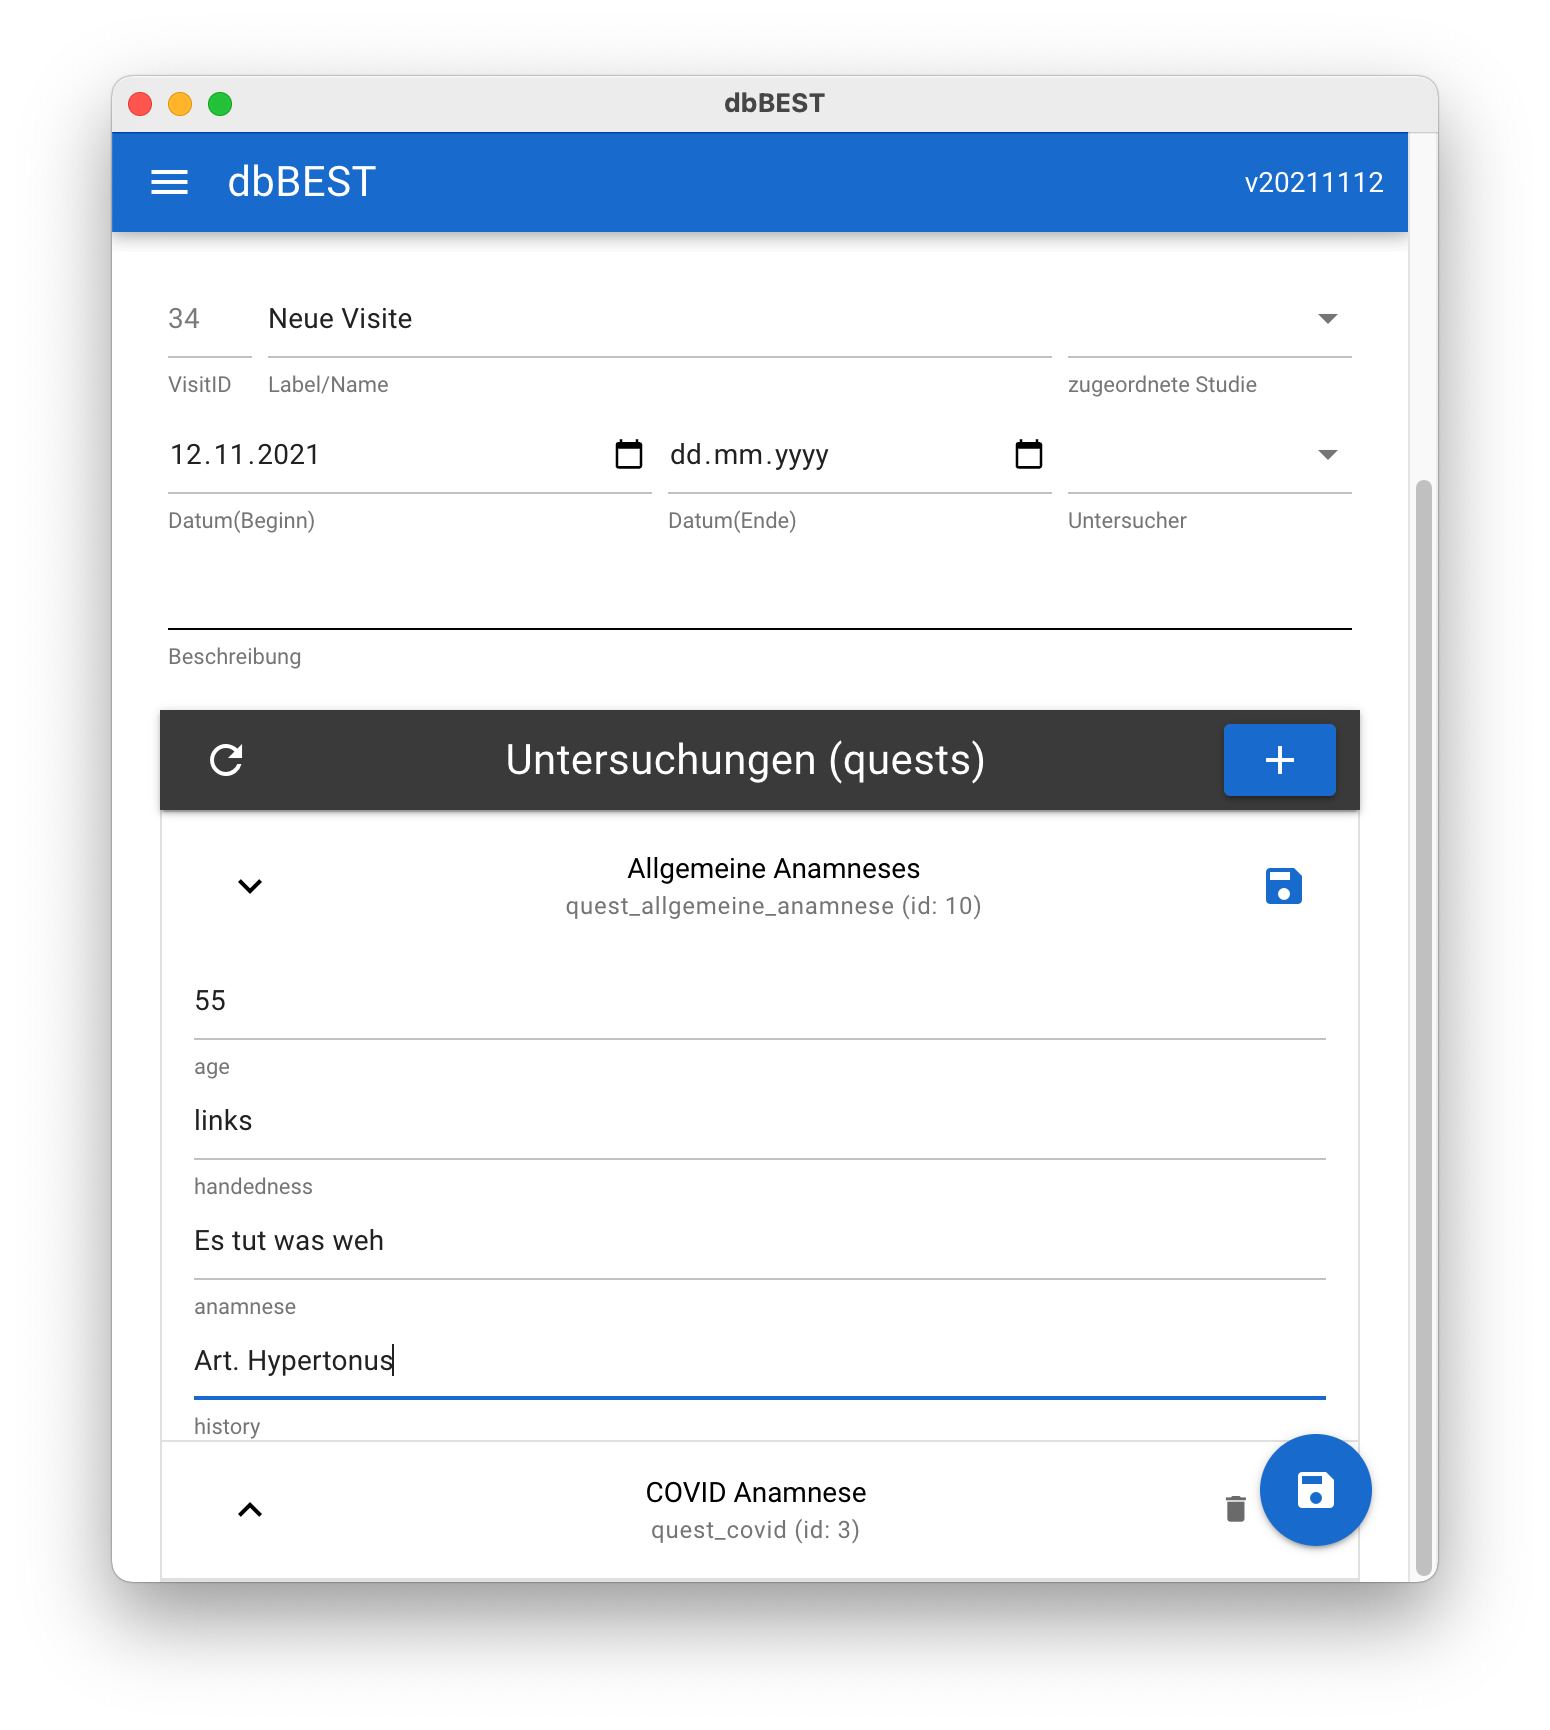 dbBEST
dbBEST v20211112
34 Neue Visite
VisitID Label/Name zugeordnete Studie
12.11.2021 dd.mm.yyyy
Datum(Beginn) Datum(Ende) Untersucher
Beschreibung
Untersuchungen (quests)
Allgemeine Anamneses
quest_allgemeine_anamnese (id: 10)
55
age
links
handedness
Es tut was weh
anamnese
Art. Hypertonus
history
COVID Anamnese
quest_covid (id: 3)